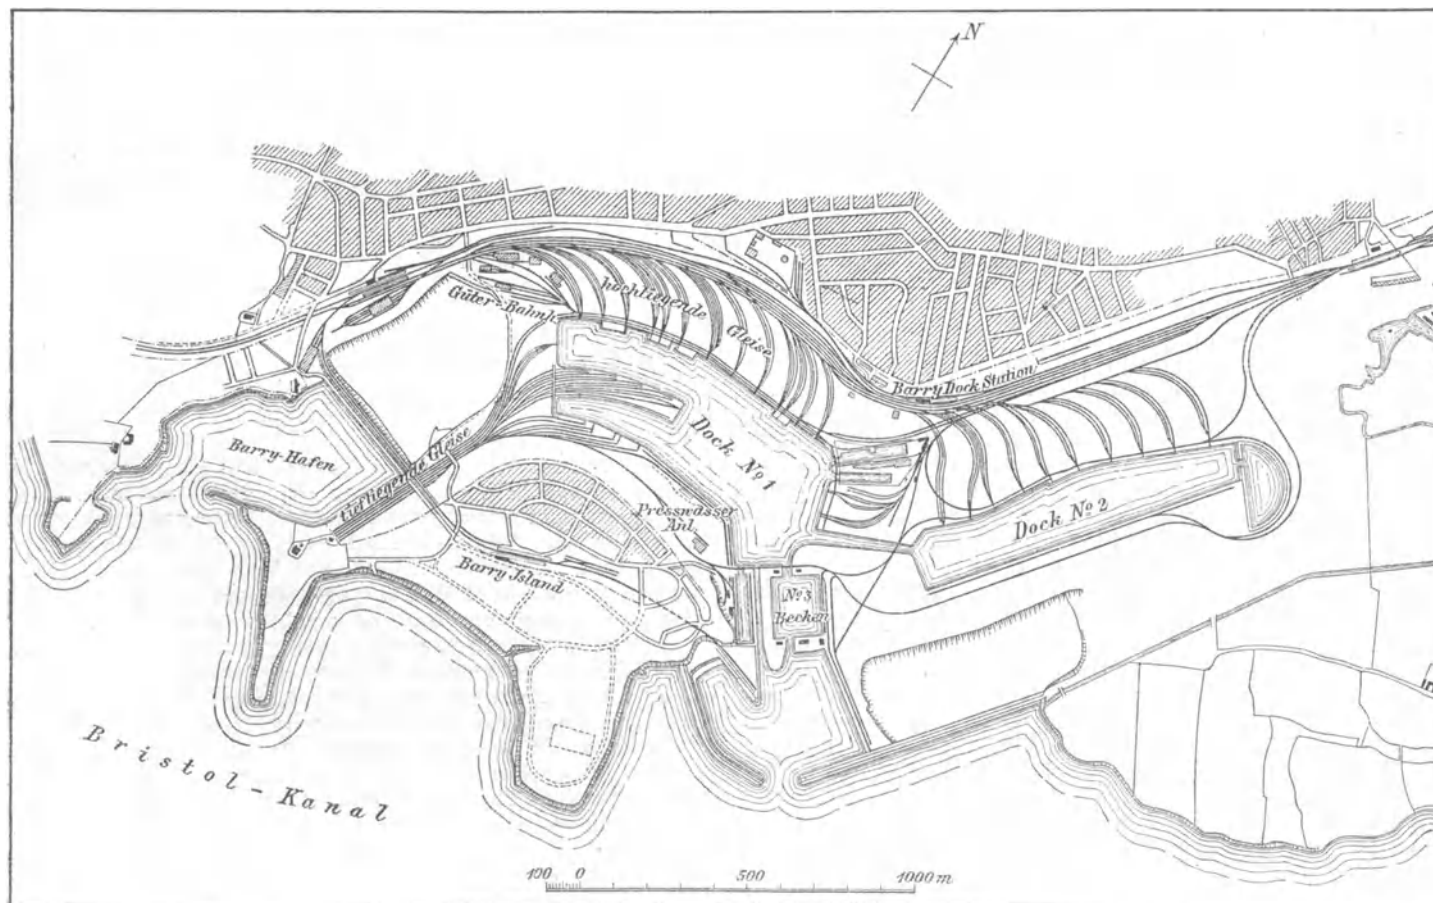 N
hochliegende Gleise
Güter-Bahnh.
Barry Dock Station
Dock No 1
Barry-Hafen
tiefliegende Gleise
Dock No 2
Presswasser
Anl.
Barry Island
No 3
Becken
Bristol-Kanal
100 0 500 1000 m